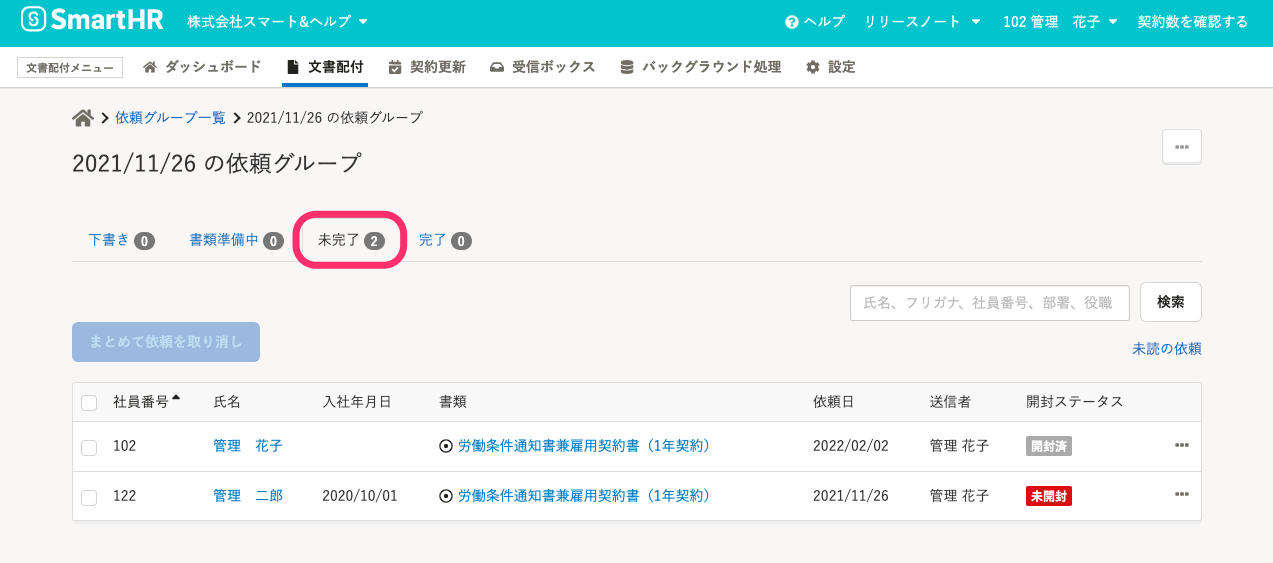 SmartHR 株式会社スマート&ヘルプ ヘルプ リリースノート 102 管理　花子 契約数を確認する
文書配付メニュー ダッシュボード 文書配付 契約更新 受信ボックス バックグラウンド処理 設定
依頼グループ一覧 2021/11/26 の依頼グループ
2021/11/26 の依頼グループ
下書き 0 書類準備中 0 未完了 2 完了 0
氏名、フリガナ、社員番号、部署、役職 検索
まとめて依頼を取り消し
未読の依頼
社員番号 氏名 入社年月日 書類 依頼日 送信者 開封ステータス
102 管理　花子 労働条件通知書兼雇用契約書（1年契約） 2022/02/02 管理 花子 開封済
122 管理　二郎 2020/10/01 労働条件通知書兼雇用契約書（1年契約） 2021/11/26 管理 花子 未開封